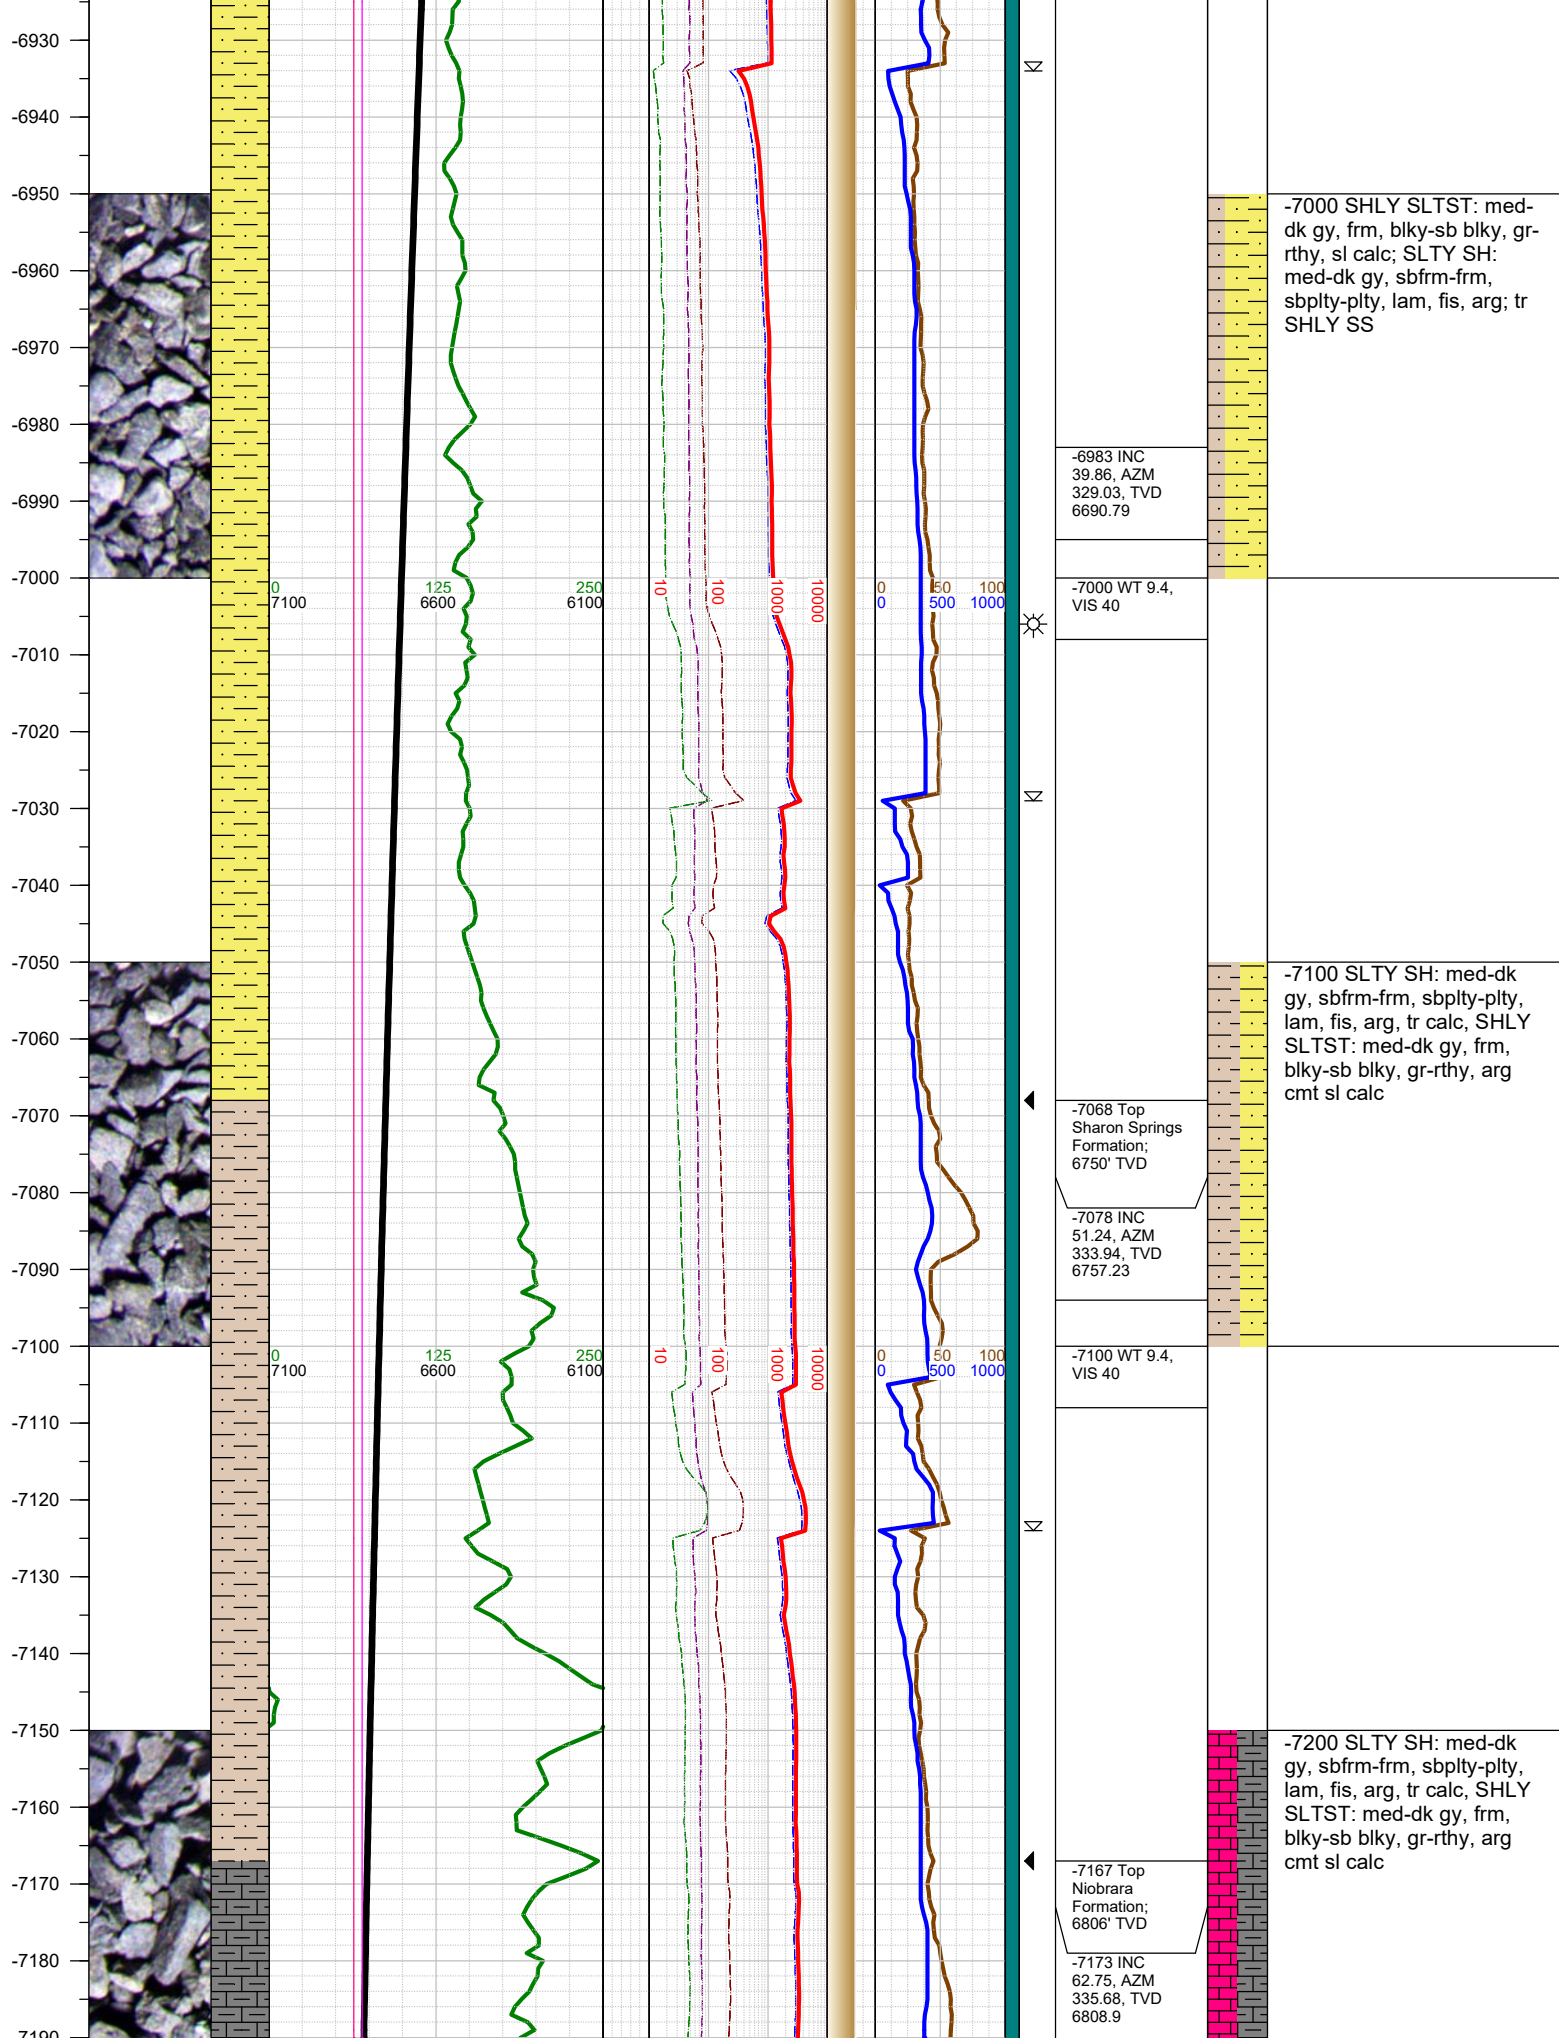 -6930
-6940
-6950
-6960
-6970
-6980
-6990
-7000
-7010
-7020
-7030
-7040
-7050
-7060
-7070
-7080
-7090
-7100
-7110
-7120
-7130
-7140
-7150
-7160
-7170
-7180
-7190
0 125 250
7100 6600 6100
10 100 1000 10000
0 50 100
0 500 1000
0 125 250
7100 6600 6100
10 100 1000 10000
0 50 100
0 500 1000
-6983 INC
39.86, AZM
329.03, TVD
6690.79
-7000 WT 9.4,
VIS 40
-7068 Top
Sharon Springs
Formation;
6750' TVD
-7078 INC
51.24, AZM
333.94, TVD
6757.23
-7100 WT 9.4,
VIS 40
-7167 Top
Niobrara
Formation;
6806' TVD
-7173 INC
62.75, AZM
335.68, TVD
6808.9
-7000 SHLY SLTST: med-
dk gy, frm, blky-sb blky, gr-
rthy, sl calc; SLTY SH:
med-dk gy, sbfrm-frm,
sbplty-plty, lam, fis, arg; tr
SHLY SS
-7100 SLTY SH: med-dk
gy, sbfrm-frm, sbplty-plty,
lam, fis, arg, tr calc, SHLY
SLTST: med-dk gy, frm,
blky-sb blky, gr-rthy, arg
cmt sl calc
-7200 SLTY SH: med-dk
gy, sbfrm-frm, sbplty-plty,
lam, fis, arg, tr calc, SHLY
SLTST: med-dk gy, frm,
blky-sb blky, gr-rthy, arg
cmt sl calc